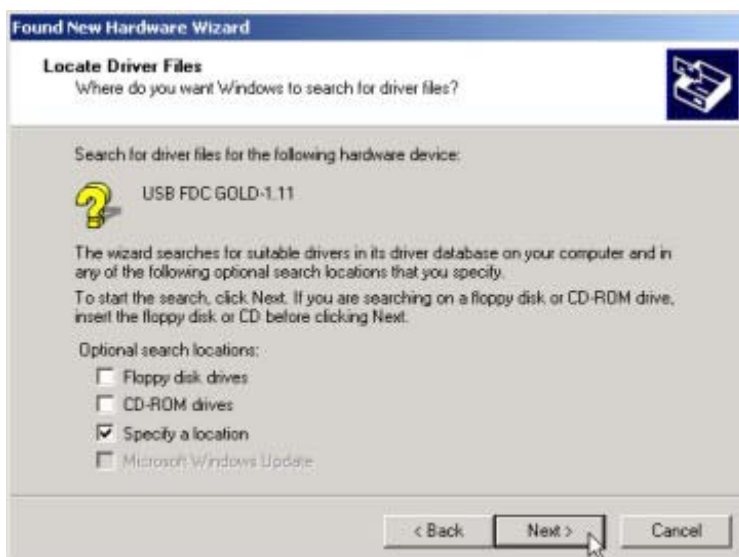 Found New Hardware Wizard
Locate Driver Files
Where do you want Windows to search for driver files?
Search for driver files for the following hardware device:
USB FDC GOLD-1.11
The wizard searches for suitable drivers in its driver database on your computer and in
any of the following optional search locations that you specify.
To start the search, click Next. If you are searching on a floppy disk or CD-ROM drive,
insert the floppy disk or CD before clicking Next.
Optional search locations:
Floppy disk drives
CD-ROM drives
Specify a location
Microsoft Windows Update
< Back Next > Cancel